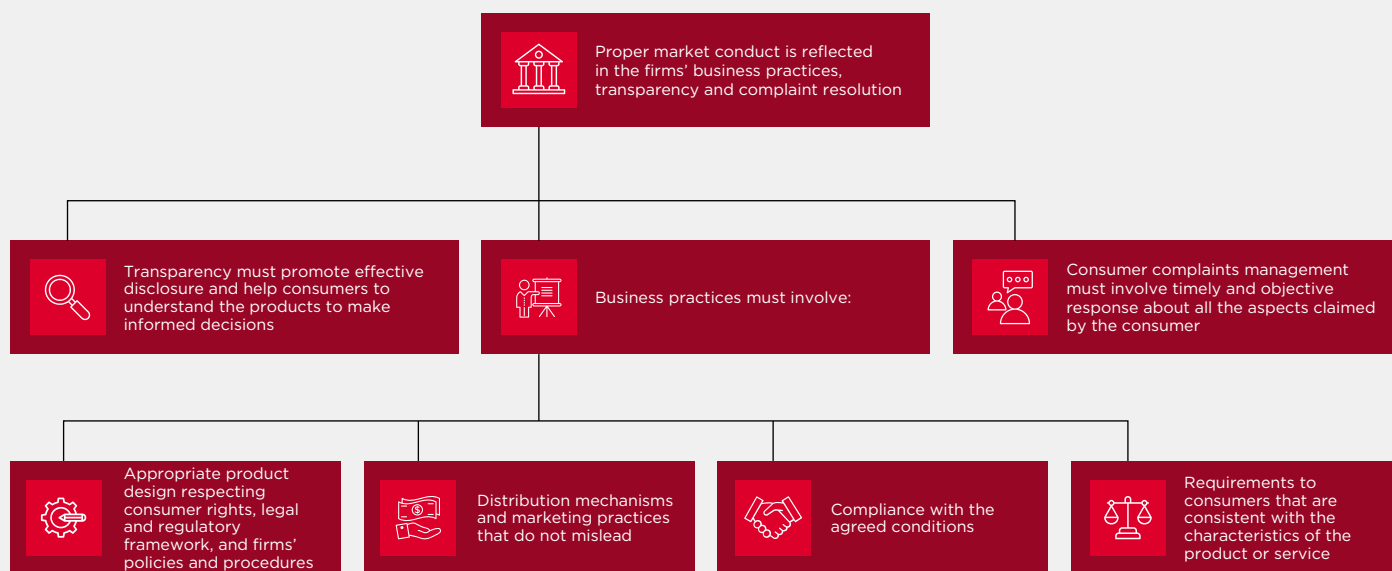 Proper market conduct is reflected
in the firms’ business practices,
transparency and complaint resolution
Transparency must promote effective
disclosure and help consumers to
understand the products to make
informed decisions
Business practices must involve:
Consumer complaints management
must involve timely and objective
response about all the aspects claimed
by the consumer
Appropriate product
design respecting
consumer rights, legal
and regulatory
framework, and firms’
policies and procedures
Distribution mechanisms
and marketing practices
that do not mislead
$
Compliance with the
agreed conditions
Requirements to
consumers that are
consistent with the
characteristics of the
product or service